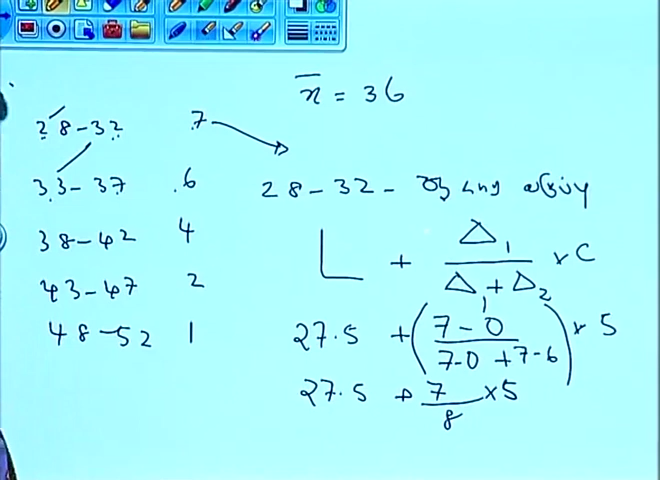 x̄ = 36
28-32 7
33-37 6
28-32 -
38-42 4
L + Δ₁ / Δ₁ + Δ₂ × C
43-47 2
48-52 1
27.5 + (7-0 / 7-0 + 7-6) × 5
27.5 + 7/8 × 5